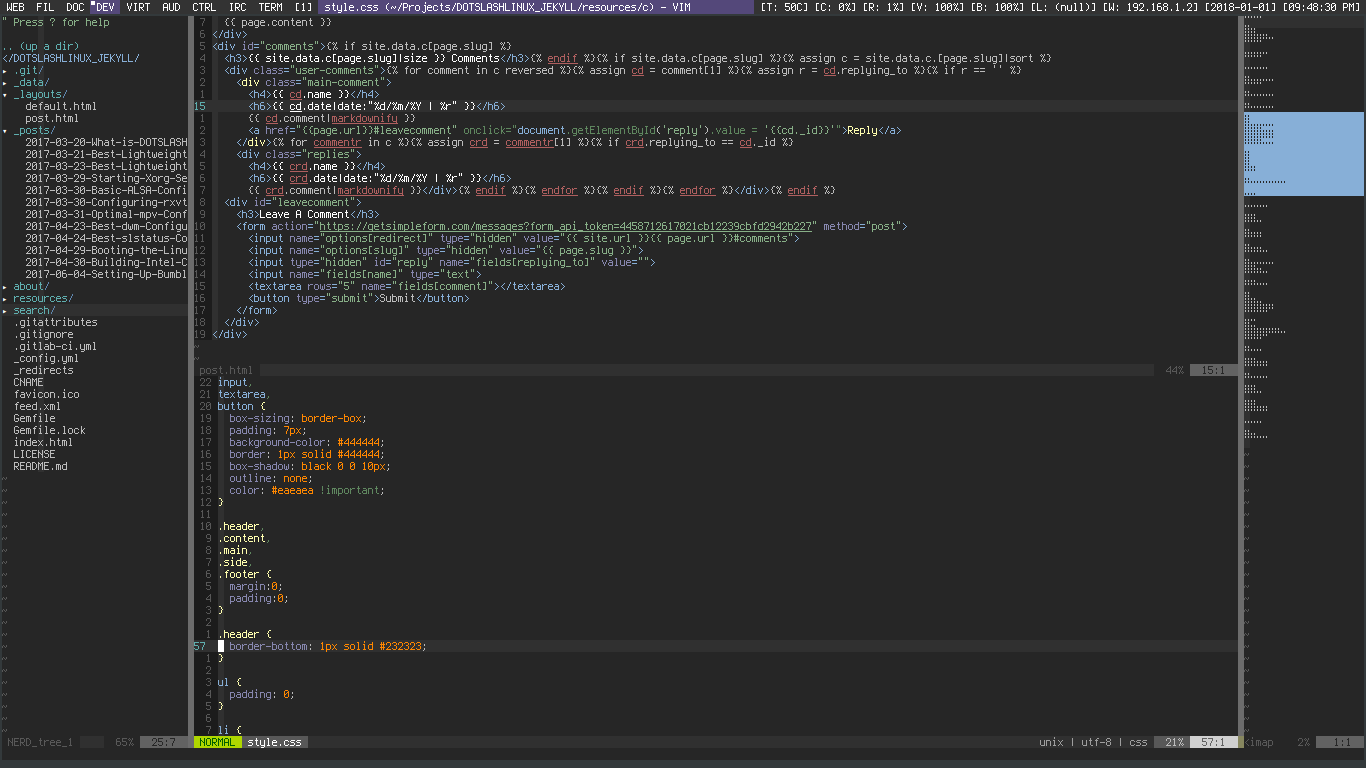 WEB FIL DOC DEV VIRT AUD CTRL IRC TERM [1] style.css (~/Projects/DOTSLASHLINUX_JEKYLL/resources/c) - VIM [T: 50C] [C: 0%] [R: 1%] [V: 100%] [B: 100%] [L: (null)] [W: 192.168.1.2] [2018-01-01] [09:48:30 PM]
" Press ? for help
.. (up a dir)
</DOTSLASHLINUX_JEKYLL/
▸ .git/
▸ _data/
▾ _layouts/
default.html
post.html
▾ _posts/
2017-03-20-What-is-DOTSLASH
2017-03-21-Best-Lightweight
2017-03-23-Best-Lightweight
2017-03-29-Starting-Xorg-Se
2017-03-30-Basic-ALSA-Confi
2017-03-30-Configuring-rxvt
2017-03-31-Optimal-mpv-Conf
2017-04-23-Best-dwm-Configu
2017-04-24-Best-slstatus-Co
2017-04-29-Booting-the-Linu
2017-04-30-Building-Intel-C
2017-06-04-Setting-Up-Bumbl
▸ about/
▸ resources/
▸ search/
.gitattributes
.gitignore
.gitlab-ci.yml
_config.yml
_redirects
CNAME
favicon.ico
feed.xml
Gemfile
Gemfile.lock
index.html
LICENSE
README.md
NERD_tree_1 65% 25:7
7 {{ page.content }}
6 </div>
5 <div id="comments">{% if site.data.c[page.slug] %}
4 <h3>{{ site.data.c[page.slug]|size }} Comments</h3>{% endif %}{% if site.data.c[page.slug] %}{% assign c = site.data.c.[page.slug]|sort %}
3 <div class="user-comments">{% for comment in c reversed %}{% assign cd = comment[1] %}{% assign r = cd.replying_to %}{% if r == '' %}
2 <div class="main-comment">
1 <h4>{{ cd.name }}</h4>
15 <h6>{{ cd.date|date:"%d/%m/%Y | %r" }}</h6>
1 {{ cd.comment|markdownify }}
2 <a href="{{page.url}}#leavecomment" onclick="document.getElementById('reply').value = '{{cd._id}}'">Reply</a>
3 </div>{% for commentr in c %}{% assign crd = commentr[1] %}{% if crd.replying_to == cd._id %}
4 <div class="replies">
5 <h4>{{ crd.name }}</h4>
6 <h6>{{ crd.date|date:"%d/%m/%Y | %r" }}</h6>
7 {{ crd.comment|markdownify }}</div>{% endif %}{% endfor %}{% endif %}{% endfor %}</div>{% endif %}
8 <div id="leavecomment">
9 <h3>Leave A Comment</h3>
10 <form action="https://getsimpleform.com/messages?form_api_token=4458712617021cb12239cbfd2942b227" method="post">
11 <input name="options[redirect]" type="hidden" value="{{ site.url }}{{ page.url }}#comments">
12 <input name="options[slug]" type="hidden" value="{{ page.slug }}">
13 <input type="hidden" id="reply" name="fields[replying_to]" value="">
14 <input name="fields[name]" type="text">
15 <textarea rows="5" name="fields[comment]"></textarea>
16 <button type="submit">Submit</button>
17 </form>
18 </div>
19 </div>
~
~
post.html 44% 15:1
22 input,
21 textarea,
20 button {
19 box-sizing: border-box;
18 padding: 7px;
17 background-color: #444444;
16 border: 1px solid #444444;
15 box-shadow: black 0 0 10px;
14 outline: none;
13 color: #eaeaea !important;
12 }
11
10 .header,
9 .content,
8 .main,
7 .side,
6 .footer {
5 margin:0;
4 padding:0;
3 }
2
1 .header {
57 border-bottom: 1px solid #232323;
1 }
2
3 ul {
4 padding: 0;
5 }
6
7 li {
NORMAL style.css unix | utf-8 | css 21% 57:1
<imap 2% 1:1